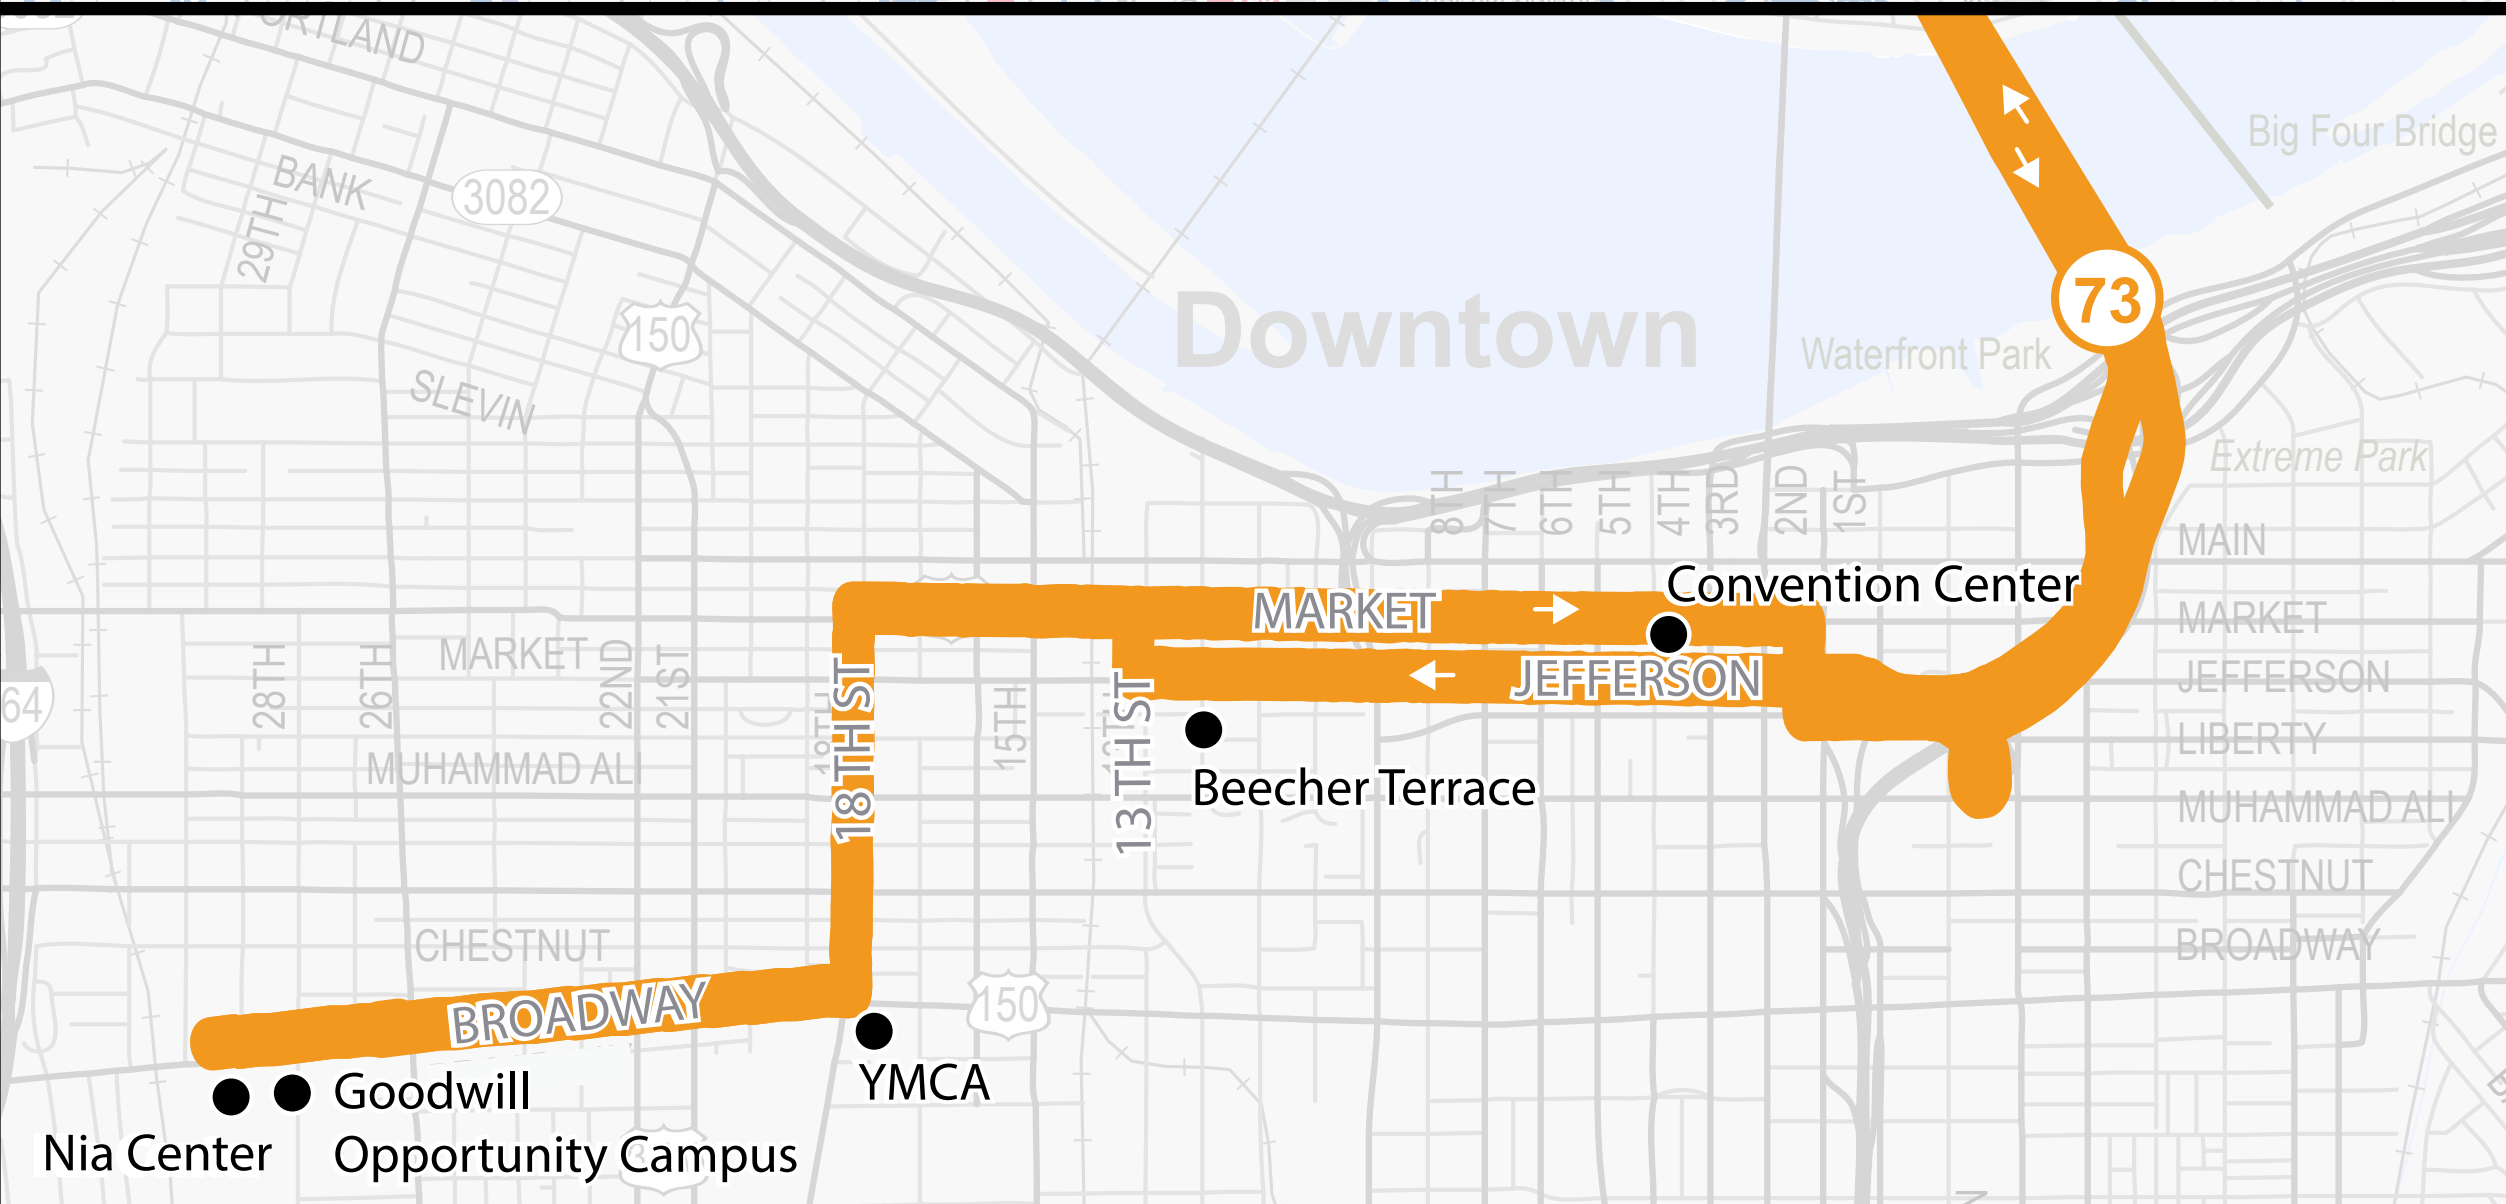 PORTLAND
BANK
3082
29TH
Big Four Bridge
73
150
Downtown
Waterfront Park
SLEVIN
Extreme Park
8TH
7TH
6TH
5TH
4TH
3RD
2ND
1ST
MAIN
Convention Center
MARKET
MARKET
MARKET
JEFFERSON
JEFFERSON
64
28TH
26TH
22ND
21ST
18TH ST
15TH
13TH ST
LIBERTY
MUHAMMAD ALI
Beecher Terrace
MUHAMMAD ALI
CHESTNUT
CHESTNUT
BROADWAY
BROADWAY
150
YMCA
Goodwill
Opportunity Campus
Nia Center